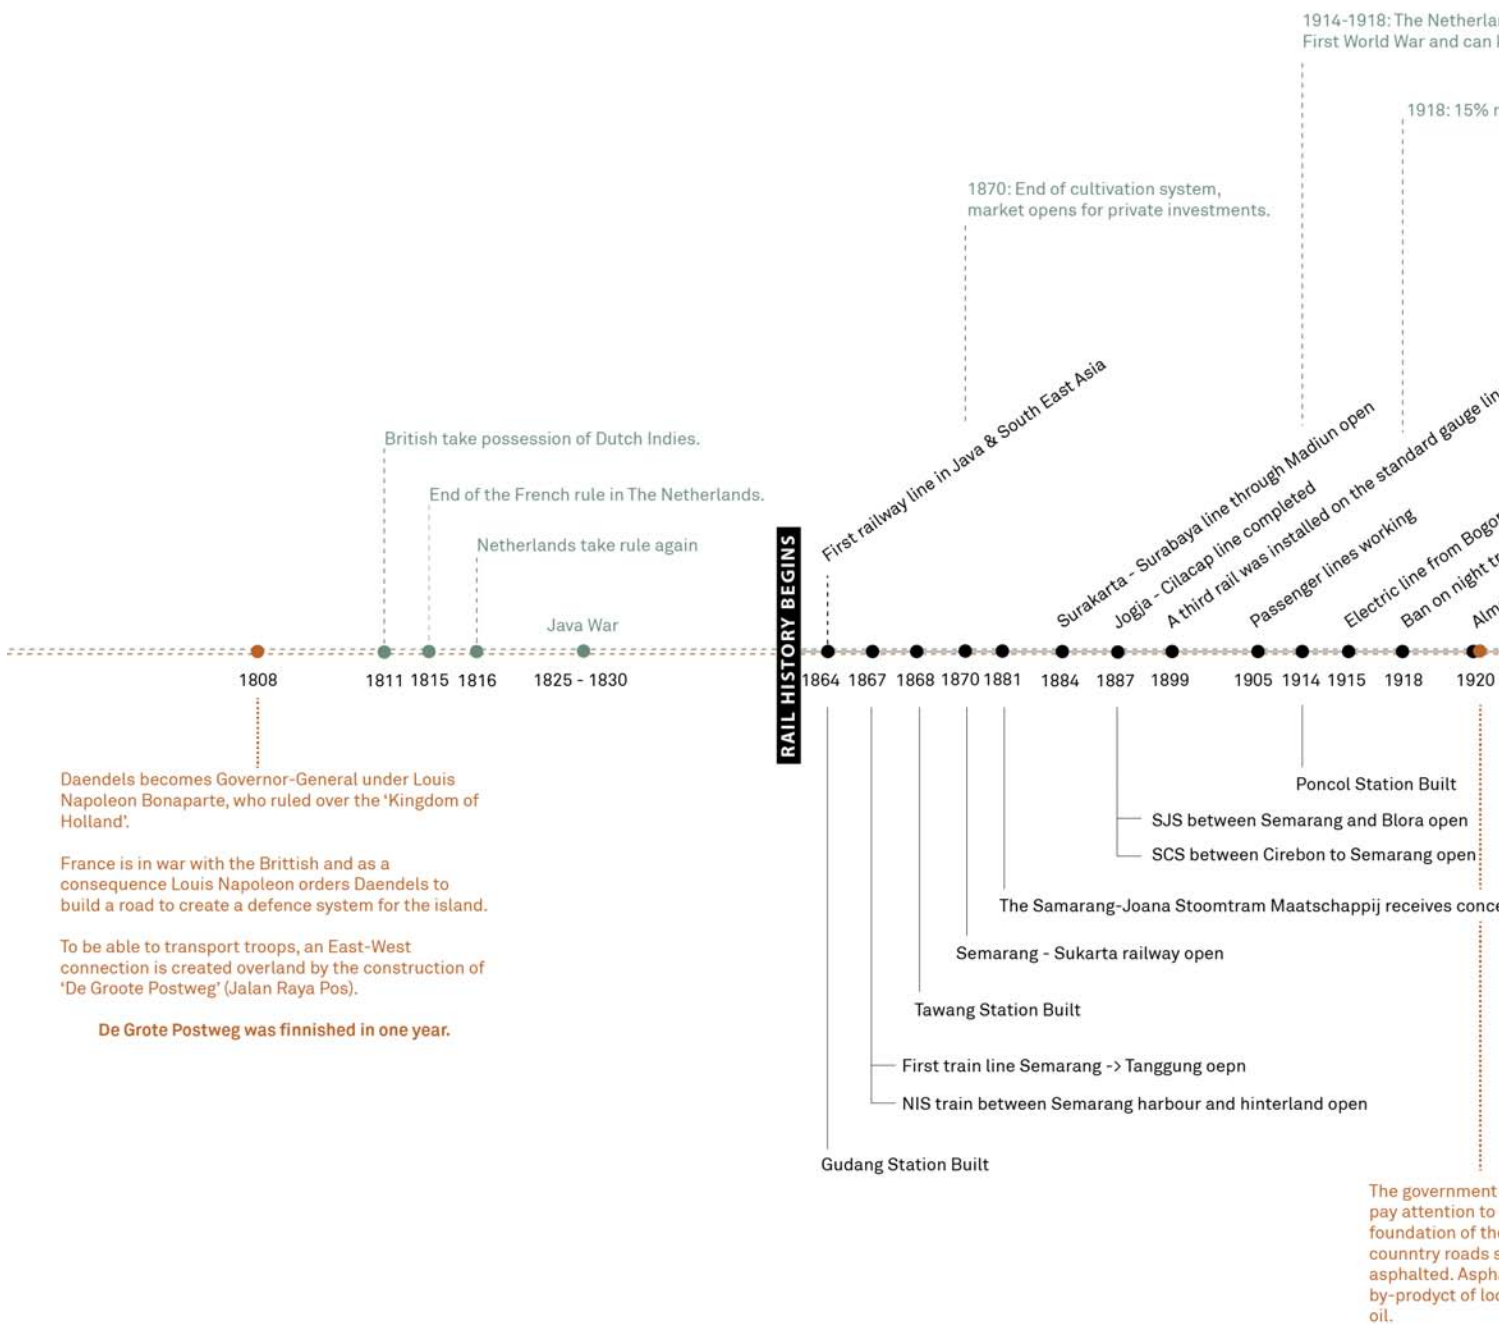 1914-1918: The Netherla
First World War and can
1918: 15%
1870: End of cultivation system,
market opens for private investments.
British take possession of Dutch Indies.
End of the French rule in The Netherlands.
Netherlands take rule again
Java War
RAIL HISTORY BEGINS
First railway line in Java & South East Asia
Surakarta - Surabaya line through Madiun open
Jogja - Cilacap line completed
A third rail was installed on the standard gauge lin
Passenger lines working
Electric line from Bogor
Ban on night tr
Alm
1808
1811 1815 1816
1825 - 1830
1864 1867 1868 1870 1881 1884 1887 1899 1905 1914 1915 1918 1920
Daendels becomes Governor-General under Louis
Napoleon Bonaparte, who ruled over the ‘Kingdom of
Holland’.
France is in war with the Brittish and as a
consequence Louis Napoleon orders Daendels to
build a road to create a defence system for the island.
To be able to transport troops, an East-West
connection is created overland by the construction of
‘De Groote Postweg’ (Jalan Raya Pos).
De Grote Postweg was finnished in one year.
Poncol Station Built
SJS between Semarang and Blora open
SCS between Cirebon to Semarang open
The Samarang-Joana Stoomtram Maatschappij receives conce
Semarang - Sukarta railway open
Tawang Station Built
First train line Semarang -> Tanggung oepn
NIS train between Semarang harbour and hinterland open
Gudang Station Built
The government
pay attention to
foundation of the
counntry roads s
asphalted. Aspha
by-prodyct of loc
oil.